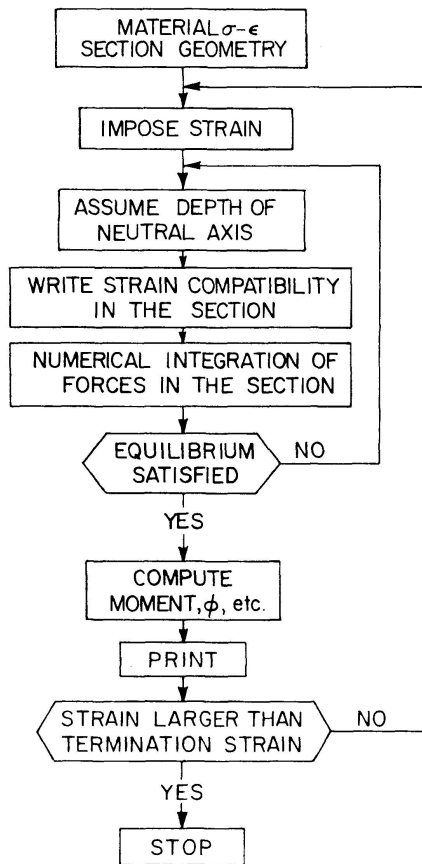 MATERIAL σ-ϵ
SECTION GEOMETRY
IMPOSE STRAIN
ASSUME DEPTH OF
NEUTRAL AXIS
WRITE STRAIN COMPATIBILITY
IN THE SECTION
NUMERICAL INTEGRATION OF
FORCES IN THE SECTION
EQUILIBRIUM
SATISFIED
NO
YES
COMPUTE
MOMENT,ϕ, etc.
PRINT
STRAIN LARGER THAN
TERMINATION STRAIN
NO
YES
STOP